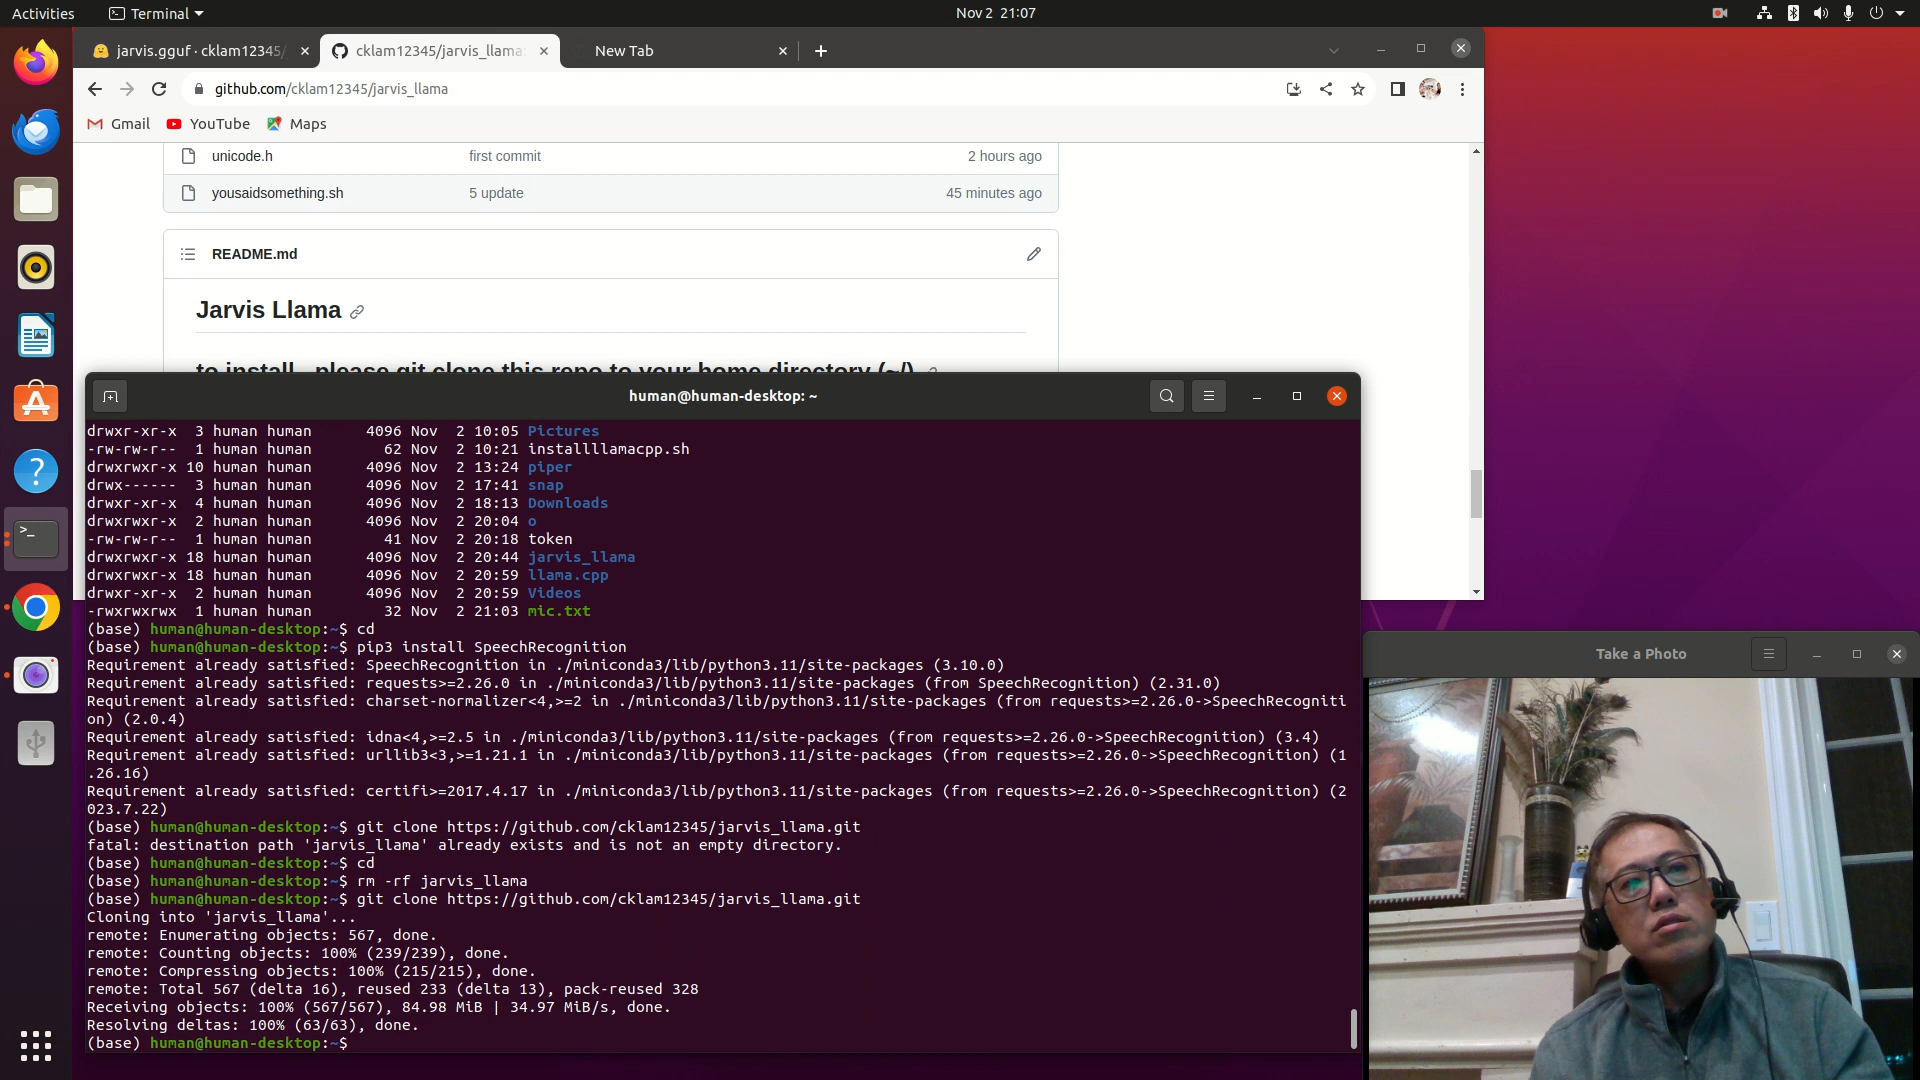 Activities
Terminal
Nov 2 21:07
jarvis.gguf · cklam12345/
cklam12345/jarvis_llama:
New Tab
github.com/cklam12345/jarvis_llama
Gmail
YouTube
Maps
unicode.h first commit 2 hours ago
yousaidsomething.sh 5 update 45 minutes ago
README.md
Jarvis Llama
to install , please git clone this repo to your home directory (~/)
human@human-desktop: ~
drwxr-xr-x 3 human human 4096 Nov 2 10:05 Pictures
-rw-rw-r-- 1 human human 62 Nov 2 10:21 installllamacpp.sh
drwxrwxr-x 10 human human 4096 Nov 2 13:24 piper
drwx------ 3 human human 4096 Nov 2 17:41 snap
drwxr-xr-x 4 human human 4096 Nov 2 18:13 Downloads
drwxrwxr-x 2 human human 4096 Nov 2 20:04 o
-rw-rw-r-- 1 human human 41 Nov 2 20:18 token
drwxrwxr-x 18 human human 4096 Nov 2 20:44 jarvis_llama
drwxrwxr-x 18 human human 4096 Nov 2 20:59 llama.cpp
drwxr-xr-x 2 human human 4096 Nov 2 20:59 Videos
-rwxrwxrwx 1 human human 32 Nov 2 21:03 mic.txt
(base) human@human-desktop:~$ cd
(base) human@human-desktop:~$ pip3 install SpeechRecognition
Requirement already satisfied: SpeechRecognition in ./miniconda3/lib/python3.11/site-packages (3.10.0)
Requirement already satisfied: requests>=2.26.0 in ./miniconda3/lib/python3.11/site-packages (from SpeechRecognition) (2.31.0)
Requirement already satisfied: charset-normalizer<4,>=2 in ./miniconda3/lib/python3.11/site-packages (from requests>=2.26.0->SpeechRecogniti
on) (2.0.4)
Requirement already satisfied: idna<4,>=2.5 in ./miniconda3/lib/python3.11/site-packages (from requests>=2.26.0->SpeechRecognition) (3.4)
Requirement already satisfied: urllib3<3,>=1.21.1 in ./miniconda3/lib/python3.11/site-packages (from requests>=2.26.0->SpeechRecognition) (1
.26.16)
Requirement already satisfied: certifi>=2017.4.17 in ./miniconda3/lib/python3.11/site-packages (from requests>=2.26.0->SpeechRecognition) (2
023.7.22)
(base) human@human-desktop:~$ git clone https://github.com/cklam12345/jarvis_llama.git
fatal: destination path 'jarvis_llama' already exists and is not an empty directory.
(base) human@human-desktop:~$ cd
(base) human@human-desktop:~$ rm -rf jarvis_llama
(base) human@human-desktop:~$ git clone https://github.com/cklam12345/jarvis_llama.git
Cloning into 'jarvis_llama'...
remote: Enumerating objects: 567, done.
remote: Counting objects: 100% (239/239), done.
remote: Compressing objects: 100% (215/215), done.
remote: Total 567 (delta 16), reused 233 (delta 13), pack-reused 328
Receiving objects: 100% (567/567), 84.98 MiB | 34.97 MiB/s, done.
Resolving deltas: 100% (63/63), done.
(base) human@human-desktop:~$
Take a Photo